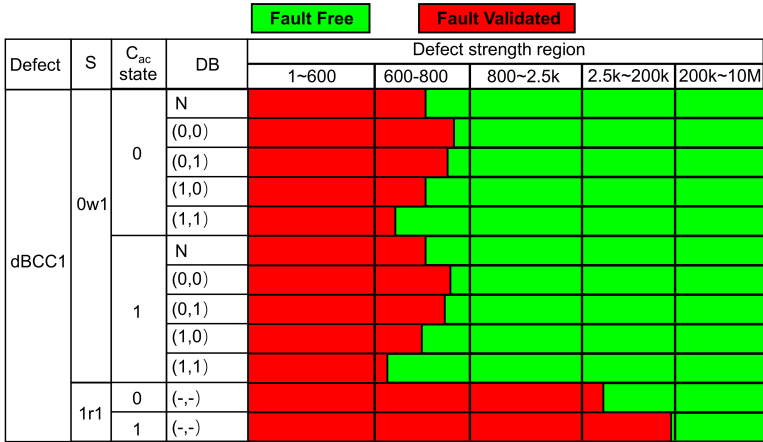 Fault Free Fault Validated
Defect S Cac state DB Defect strength region
1~600 600-800 800~2.5k 2.5k~200k 200k~10M
dBCC1 0w1 0 N
(0,0)
(0,1)
(1,0)
(1,1)
1 N
(0,0)
(0,1)
(1,0)
(1,1)
1r1 0 (-,-)
1 (-,-)